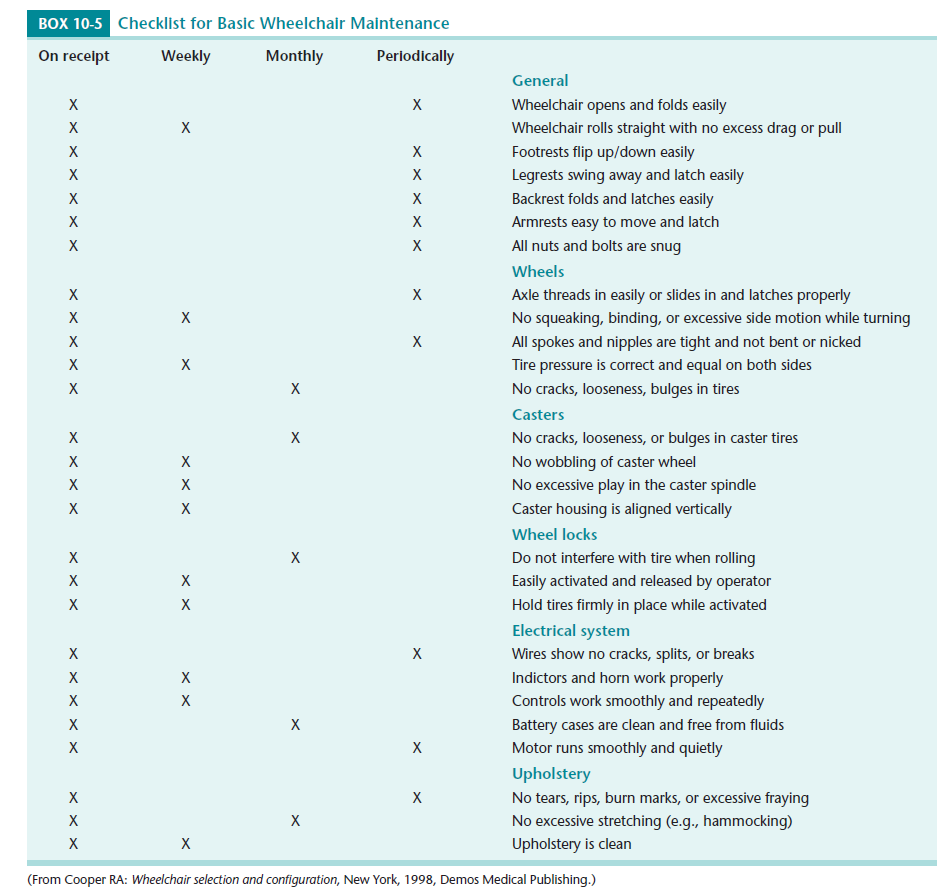 BOX 10-5 Checklist for Basic Wheelchair Maintenance
On receipt Weekly Monthly Periodically
General
X X Wheelchair opens and folds easily
X X Wheelchair rolls straight with no excess drag or pull
X X Footrests flip up/down easily
X X Legrests swing away and latch easily
X X Backrest folds and latches easily
X X Armrests easy to move and latch
X X All nuts and bolts are snug
Wheels
X X Axle threads in easily or slides in and latches properly
X X No squeaking, binding, or excessive side motion while turning
X X All spokes and nipples are tight and not bent or nicked
X X Tire pressure is correct and equal on both sides
X X No cracks, looseness, bulges in tires
Casters
X X No cracks, looseness, or bulges in caster tires
X X No wobbling of caster wheel
X X No excessive play in the caster spindle
X X Caster housing is aligned vertically
Wheel locks
X X Do not interfere with tire when rolling
X X Easily activated and released by operator
X X Hold tires firmly in place while activated
Electrical system
X X Wires show no cracks, splits, or breaks
X X Indictors and horn work properly
X X Controls work smoothly and repeatedly
X X Battery cases are clean and free from fluids
X X Motor runs smoothly and quietly
Upholstery
X X No tears, rips, burn marks, or excessive fraying
X X No excessive stretching (e.g., hammocking)
X X Upholstery is clean
(From Cooper RA: Wheelchair selection and configuration, New York, 1998, Demos Medical Publishing.)